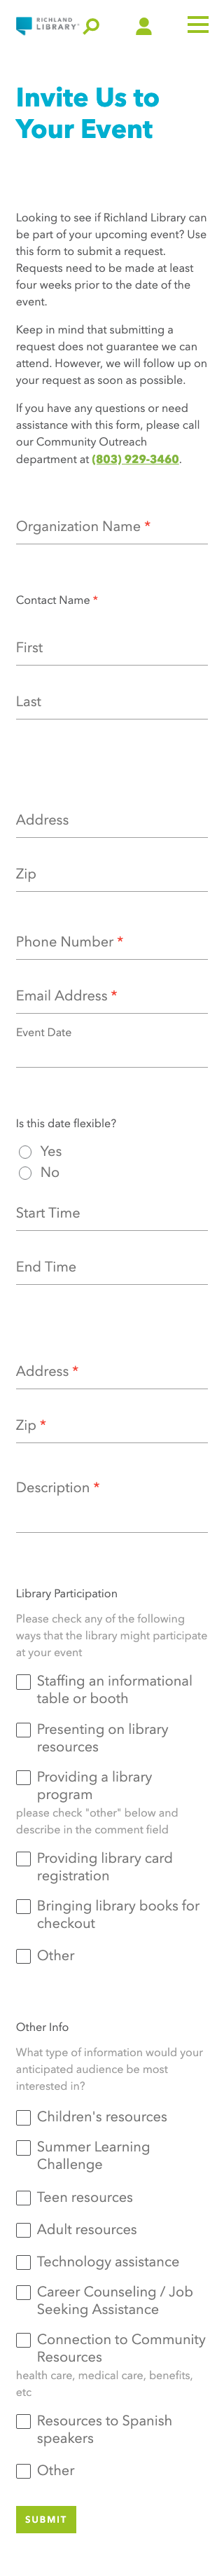 RICHLAND
LIBRARY
Invite Us to
Your Event
Looking to see if Richland Library can
be part of your upcoming event? Use
this form to submit a request.
Requests need to be made at least
four weeks prior to the date of the
event.
Keep in mind that submitting a
request does not guarantee we can
attend. However, we will follow up on
your request as soon as possible.
If you have any questions or need
assistance with this form, please call
our Community Outreach
department at (803) 929-3460.
Organization Name *
Contact Name *
First
Last
Address
Zip
Phone Number *
Email Address *
Event Date
Is this date flexible?
Yes
No
Start Time
End Time
Address *
Zip *
Description *
Library Participation
Please check any of the following
ways that the library might participate
at your event
Staffing an informational
table or booth
Presenting on library
resources
Providing a library
program
please check "other" below and
describe in the comment field
Providing library card
registration
Bringing library books for
checkout
Other
Other Info
What type of information would your
anticipated audience be most
interested in?
Children's resources
Summer Learning
Challenge
Teen resources
Adult resources
Technology assistance
Career Counseling / Job
Seeking Assistance
Connection to Community
Resources
health care, medical care, benefits,
etc
Resources to Spanish
speakers
Other
SUBMIT